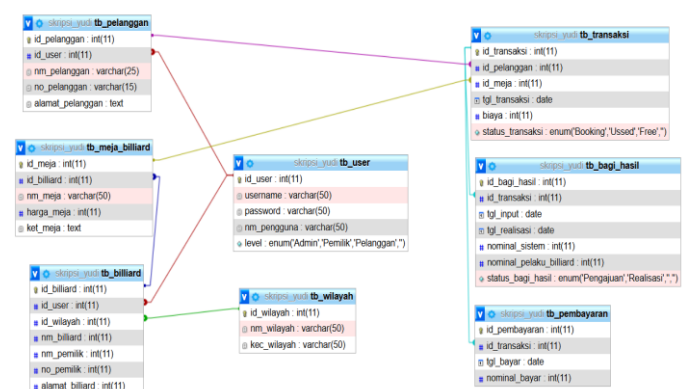 skripsi_yudi tb_pelanggan
id_pelanggan : int(11)
id_user : int(11)
nm_pelanggan : varchar(25)
no_pelanggan : varchar(15)
alamat_pelanggan : text
skripsi_yudi tb_meja_billiard
id_meja : int(11)
id_billiard : int(11)
nm_meja : varchar(50)
harga_meja : int(11)
ket_meja : text
skripsi_yudi tb_billiard
id_billiard : int(11)
id_user : int(11)
id_wilayah : int(11)
nm_billiard : int(11)
nm_pemilik : int(11)
no_pemilik : int(11)
alamat_billiard : int(11)
skripsi_yudi tb_user
id_user : int(11)
username : varchar(50)
password : varchar(50)
nm_pengguna : varchar(50)
level : enum('Admin','Pemilik','Pelanggan','')
skripsi_yudi tb_wilayah
id_wilayah : int(11)
nm_wilayah : varchar(50)
kec_wilayah : varchar(50)
skripsi_yudi tb_transaksi
id_transaksi : int(11)
id_pelanggan : int(11)
id_meja : int(11)
tgl_transaksi : date
biaya : int(11)
status_transaksi : enum('Booking','Ussed','Free','')
skripsi_yudi tb_bagi_hasil
id_bagi_hasil : int(11)
id_transaksi : int(11)
tgl_input : date
tgl_realisasi : date
nominal_sistem : int(11)
nominal_pelaku_billiard : int(11)
status_bagi_hasil : enum('Pengajuan','Realisasi','','')
skripsi_yudi tb_pembayaran
id_pembayaran : int(11)
id_transaksi : int(11)
tgl_bayar : date
nominal_bayar : int(11)